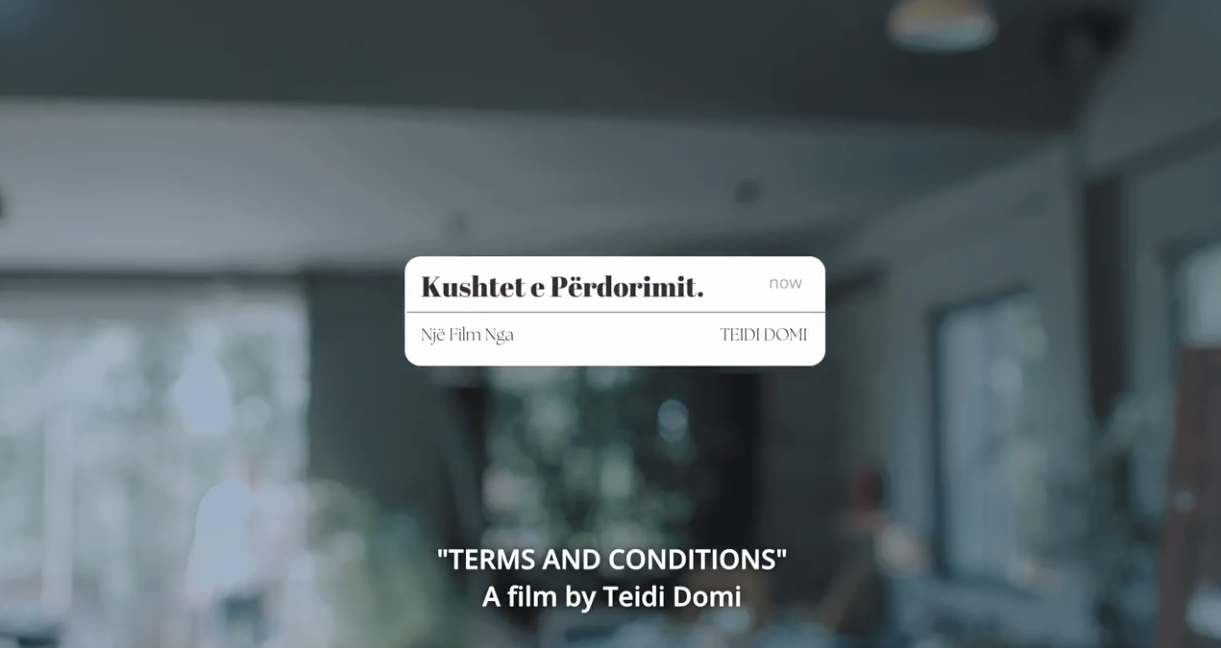 Kushtet e Përdorimit. now
Një Film Nga TEIDI DOMI
"TERMS AND CONDITIONS"
A film by Teidi Domi